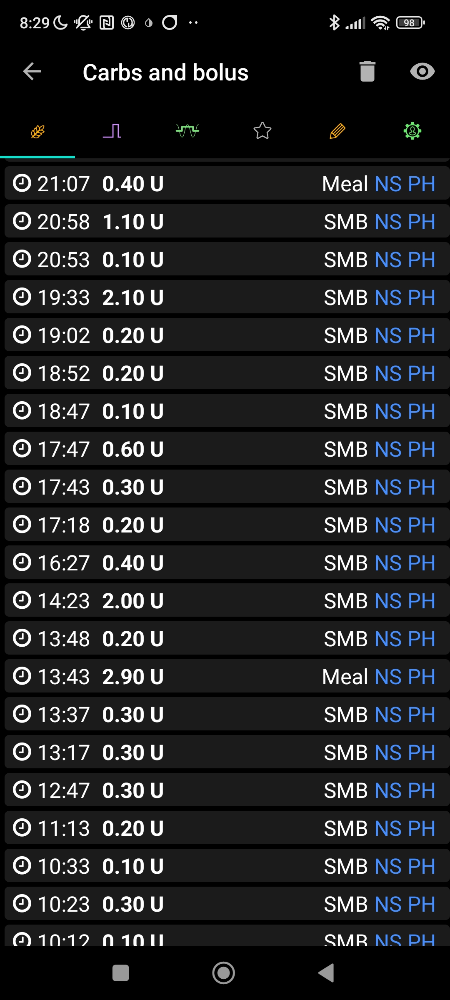 8:29 98
Carbs and bolus
21:07 0.40 U Meal NS PH
20:58 1.10 U SMB NS PH
20:53 0.10 U SMB NS PH
19:33 2.10 U SMB NS PH
19:02 0.20 U SMB NS PH
18:52 0.20 U SMB NS PH
18:47 0.10 U SMB NS PH
17:47 0.60 U SMB NS PH
17:43 0.30 U SMB NS PH
17:18 0.20 U SMB NS PH
16:27 0.40 U SMB NS PH
14:23 2.00 U SMB NS PH
13:48 0.20 U SMB NS PH
13:43 2.90 U Meal NS PH
13:37 0.30 U SMB NS PH
13:17 0.30 U SMB NS PH
12:47 0.30 U SMB NS PH
11:13 0.20 U SMB NS PH
10:33 0.10 U SMB NS PH
10:23 0.30 U SMB NS PH
10:12 0.10 U SMB NS PH